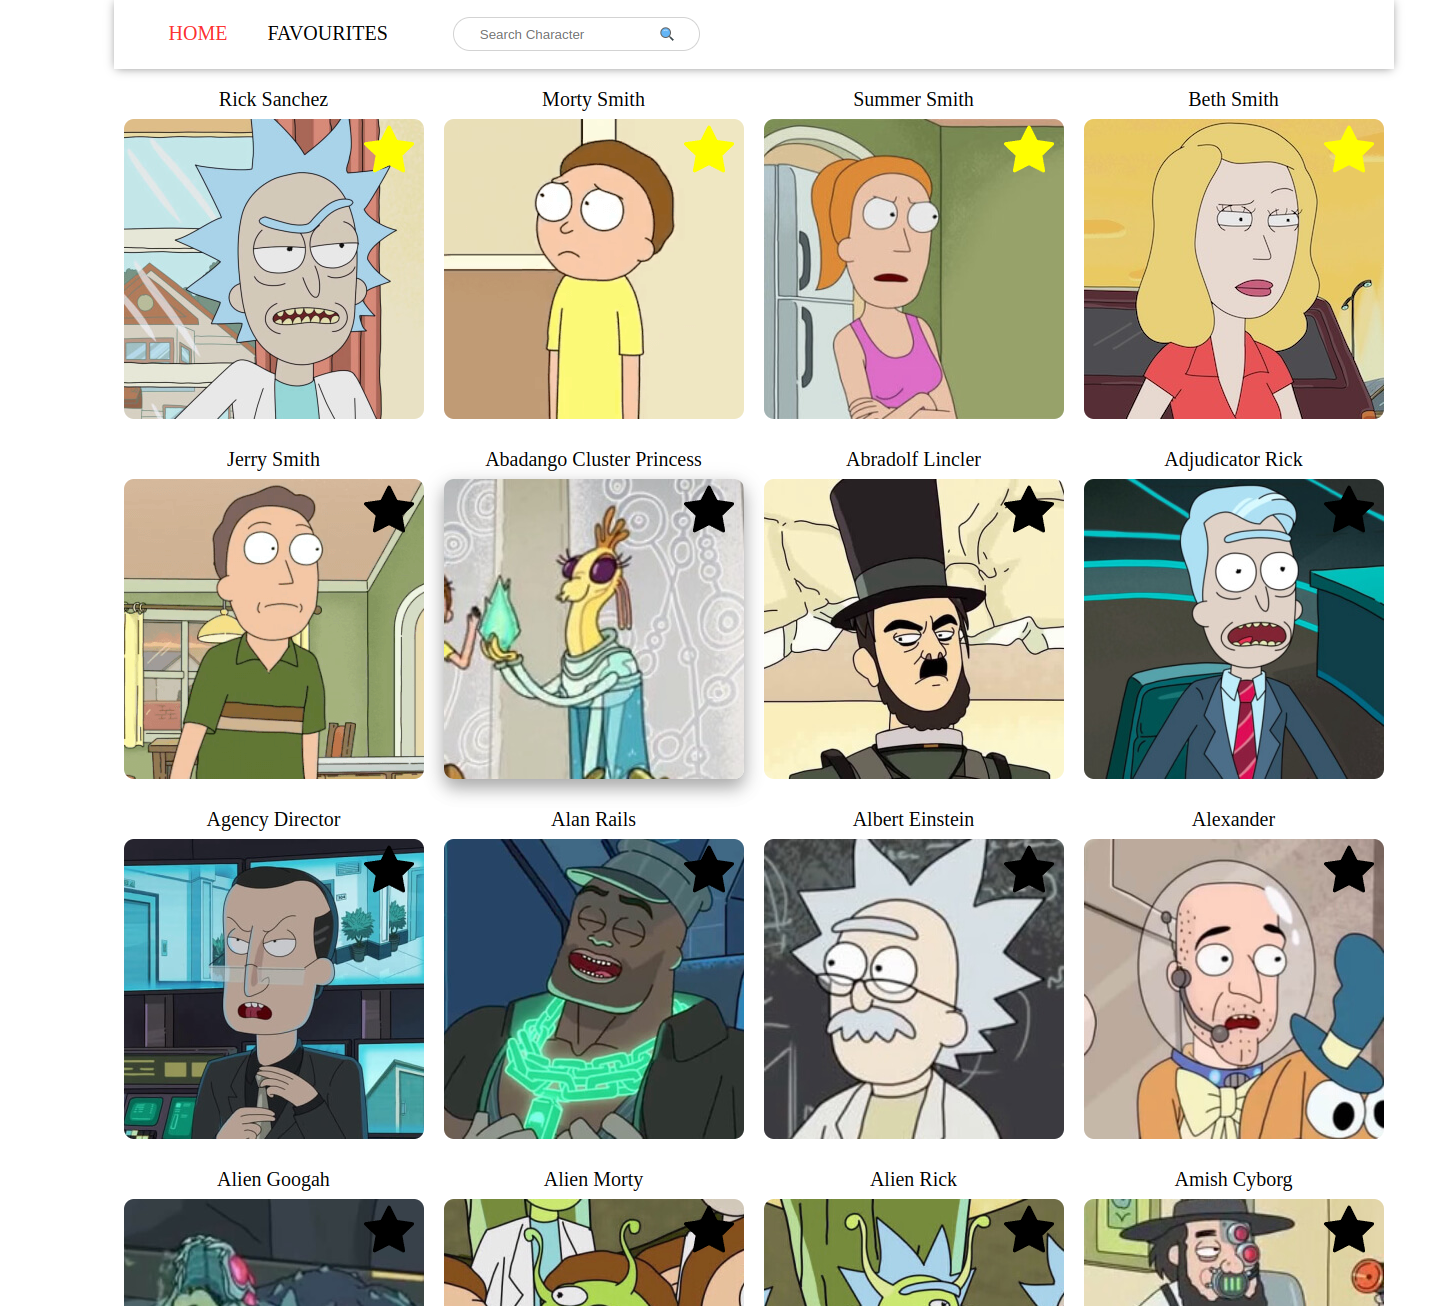 HOME FAVOURITES Search Character
Rick Sanchez Morty Smith Summer Smith Beth Smith
Jerry Smith Abadango Cluster Princess Abradolf Lincler Adjudicator Rick
Agency Director Alan Rails Albert Einstein Alexander
Alien Googah Alien Morty Alien Rick Amish Cyborg